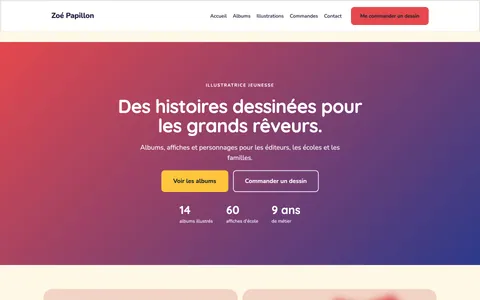 Zoé Papillon
Accueil Albums Illustrations Commandes Contact Me commander un dessin
ILLUSTRATRICE JEUNESSE
Des histoires dessinées pour
les grands rêveurs.
Albums, affiches et personnages pour les éditeurs, les écoles et les
familles.
Voir les albums Commander un dessin
14 60 9 ans
albums illustrés affiches d'école de métier